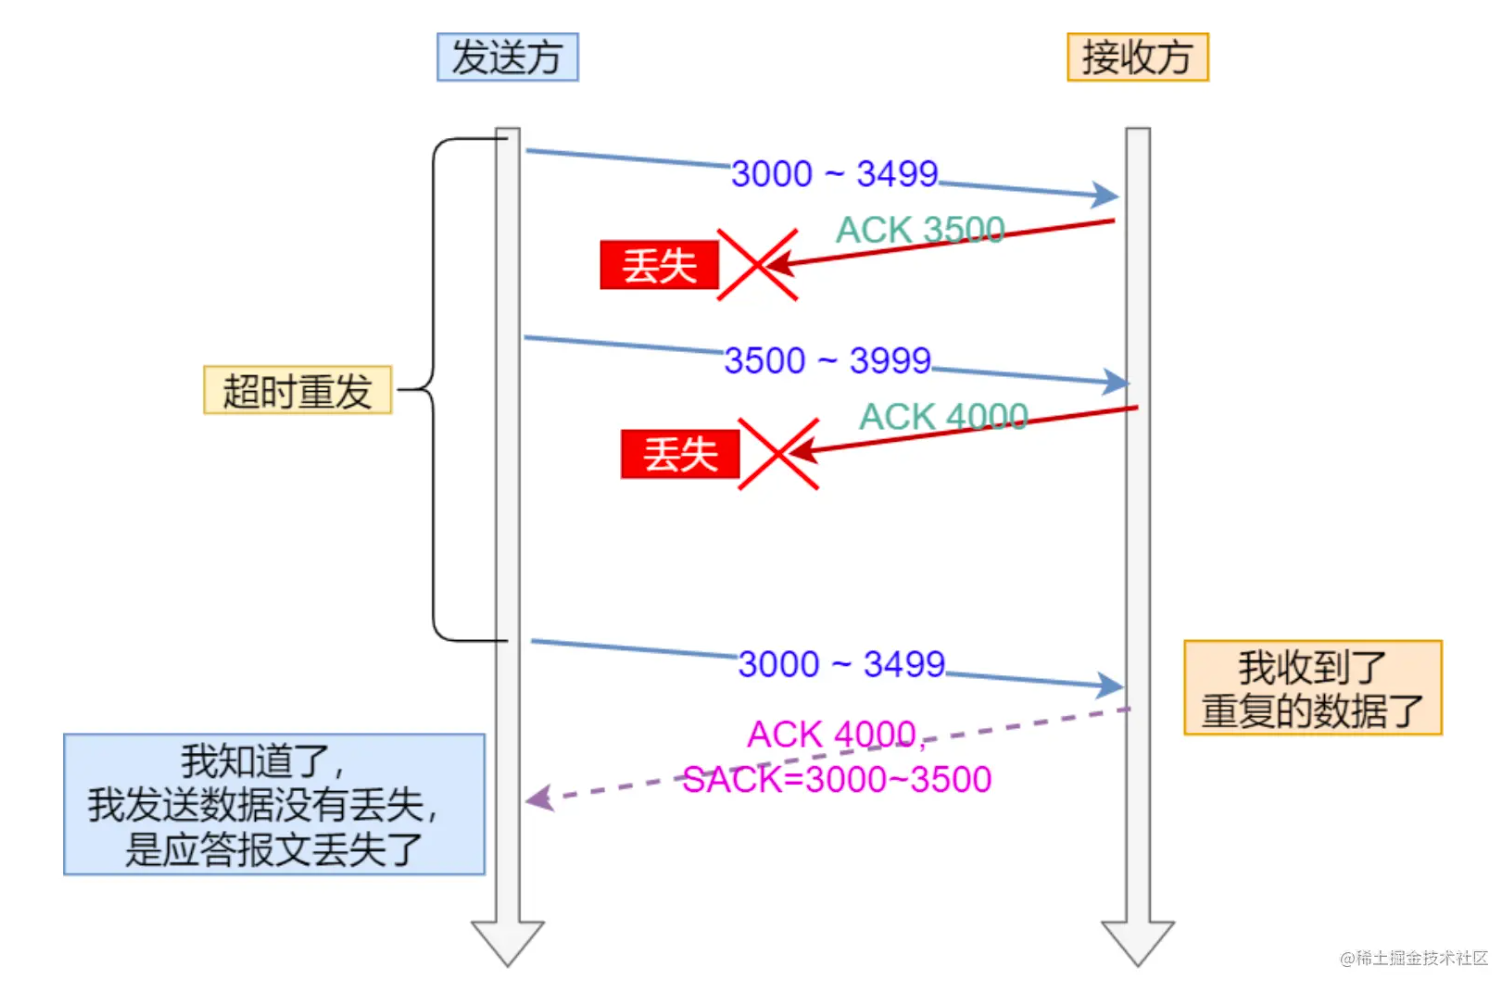 发送方
接收方
3000 ~ 3499
ACK 3500
丢失
3500 ~ 3999
超时重发
ACK 4000
丢失
3000 ~ 3499
我收到了
重复的数据了
ACK 4000,
SACK=3000~3500
我知道了,
我发送数据没有丢失,
是应答报文丢失了
@稀土掘金技术社区